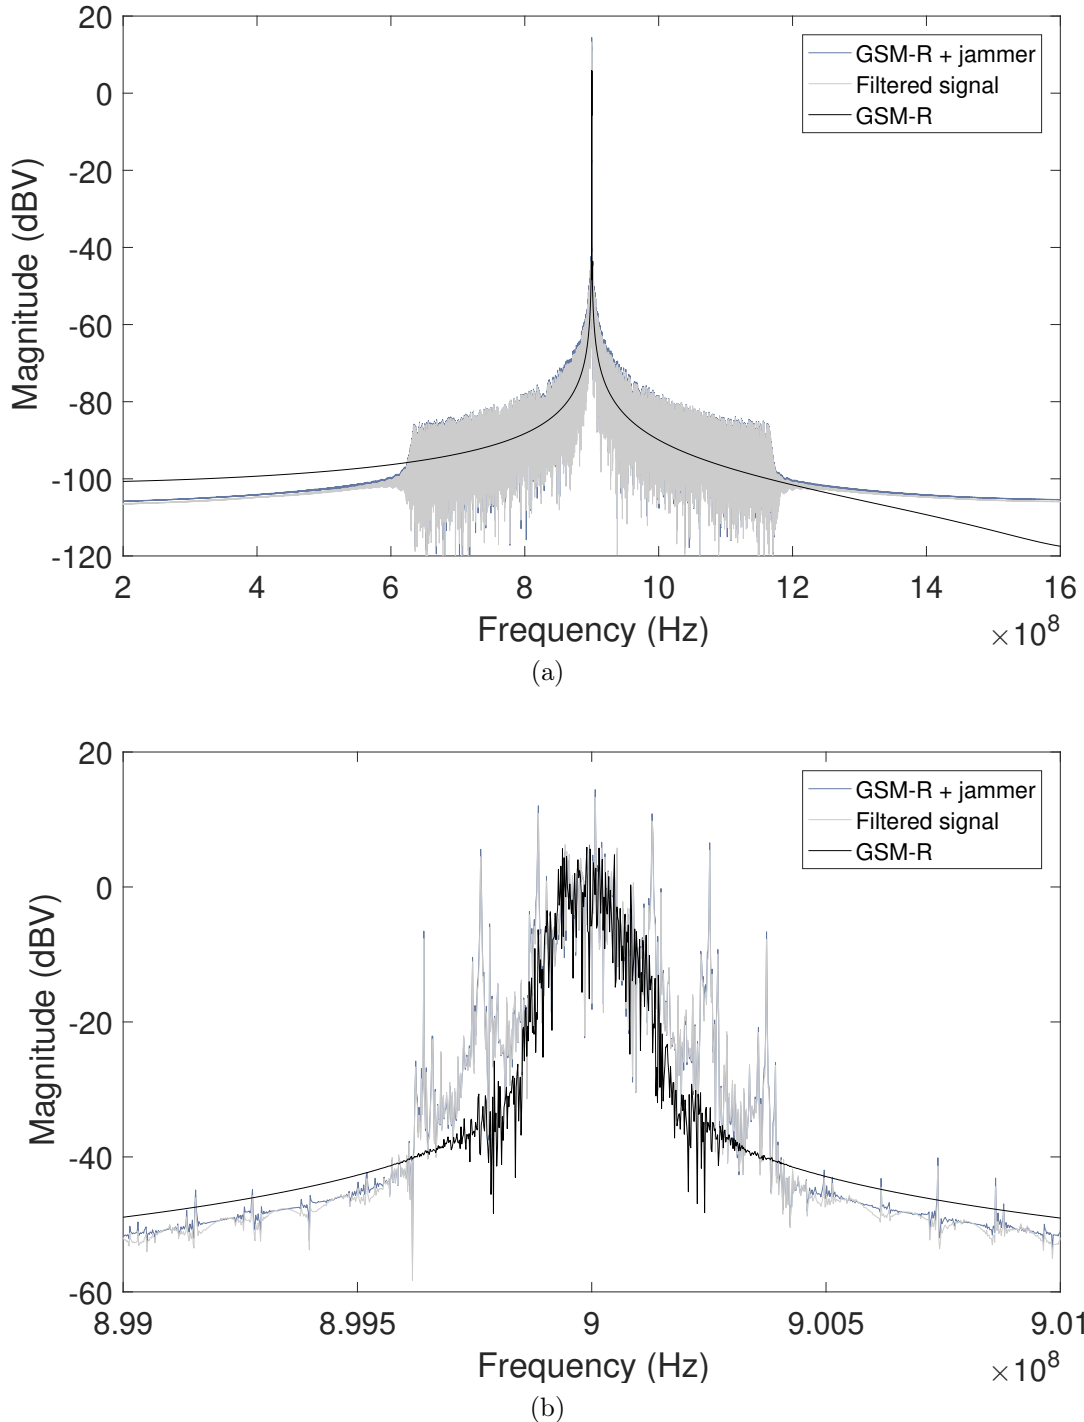 20
0
-20
-40
-60
-80
-100
-120
Magnitude (dBV)
GSM-R + jammer
Filtered signal
GSM-R
2 4 6 8 10 12 14 16
Frequency (Hz) ×10^8
(a)
20
0
-20
-40
-60
Magnitude (dBV)
GSM-R + jammer
Filtered signal
GSM-R
8.99 8.995 9 9.005 9.01
Frequency (Hz) ×10^8
(b)